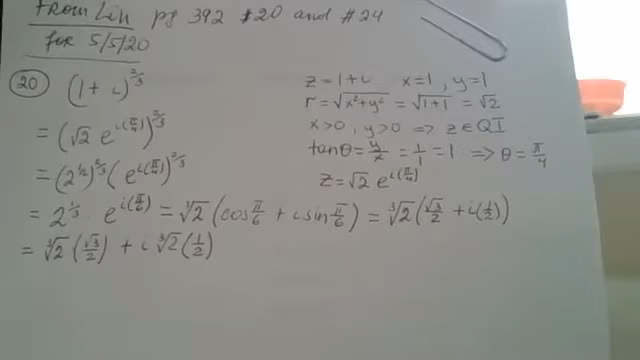 from Lin pg 392 #20 and #24
for 5/5/20
20 (1 + i)^{2/3}
= (√2 e^{i(π/4)})^{2/3}
= (2^{1/2})^{2/3} (e^{i(π/4)})^{2/3}
= 2^{1/3} e^{i(π/6)} = ∛2 (cos π/6 + i sin π/6) = ∛2 (√3/2 + i(1/2))
= ∛2 (√3/2) + i ∛2 (1/2)
z = 1 + i x = 1, y = 1
r = √(x²+y²) = √(1+1) = √2
x>0, y>0 ⇒ z ∈ QI
tanθ = y/x = 1/1 = 1 ⇒ θ = π/4
z = √2 e^{i(π/4)}